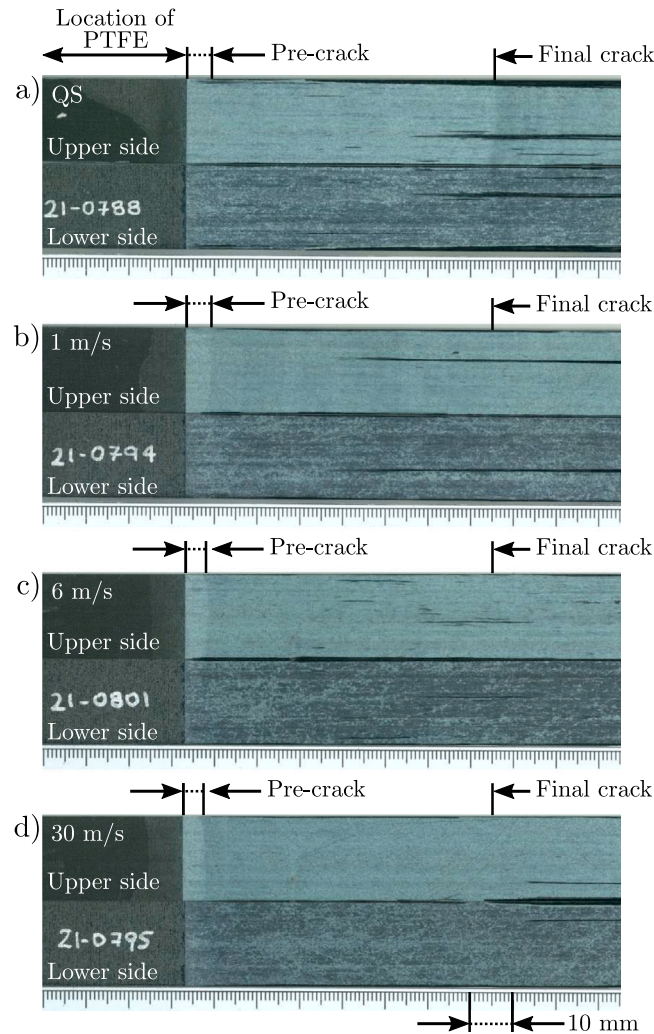 Location of
PTFE
Pre-crack
Final crack
a)
QS
Upper side
21-0788
Lower side
Pre-crack
Final crack
b)
1 m/s
Upper side
21-0794
Lower side
Pre-crack
Final crack
c)
6 m/s
Upper side
21-0801
Lower side
Pre-crack
Final crack
d)
30 m/s
Upper side
21-0795
Lower side
10 mm